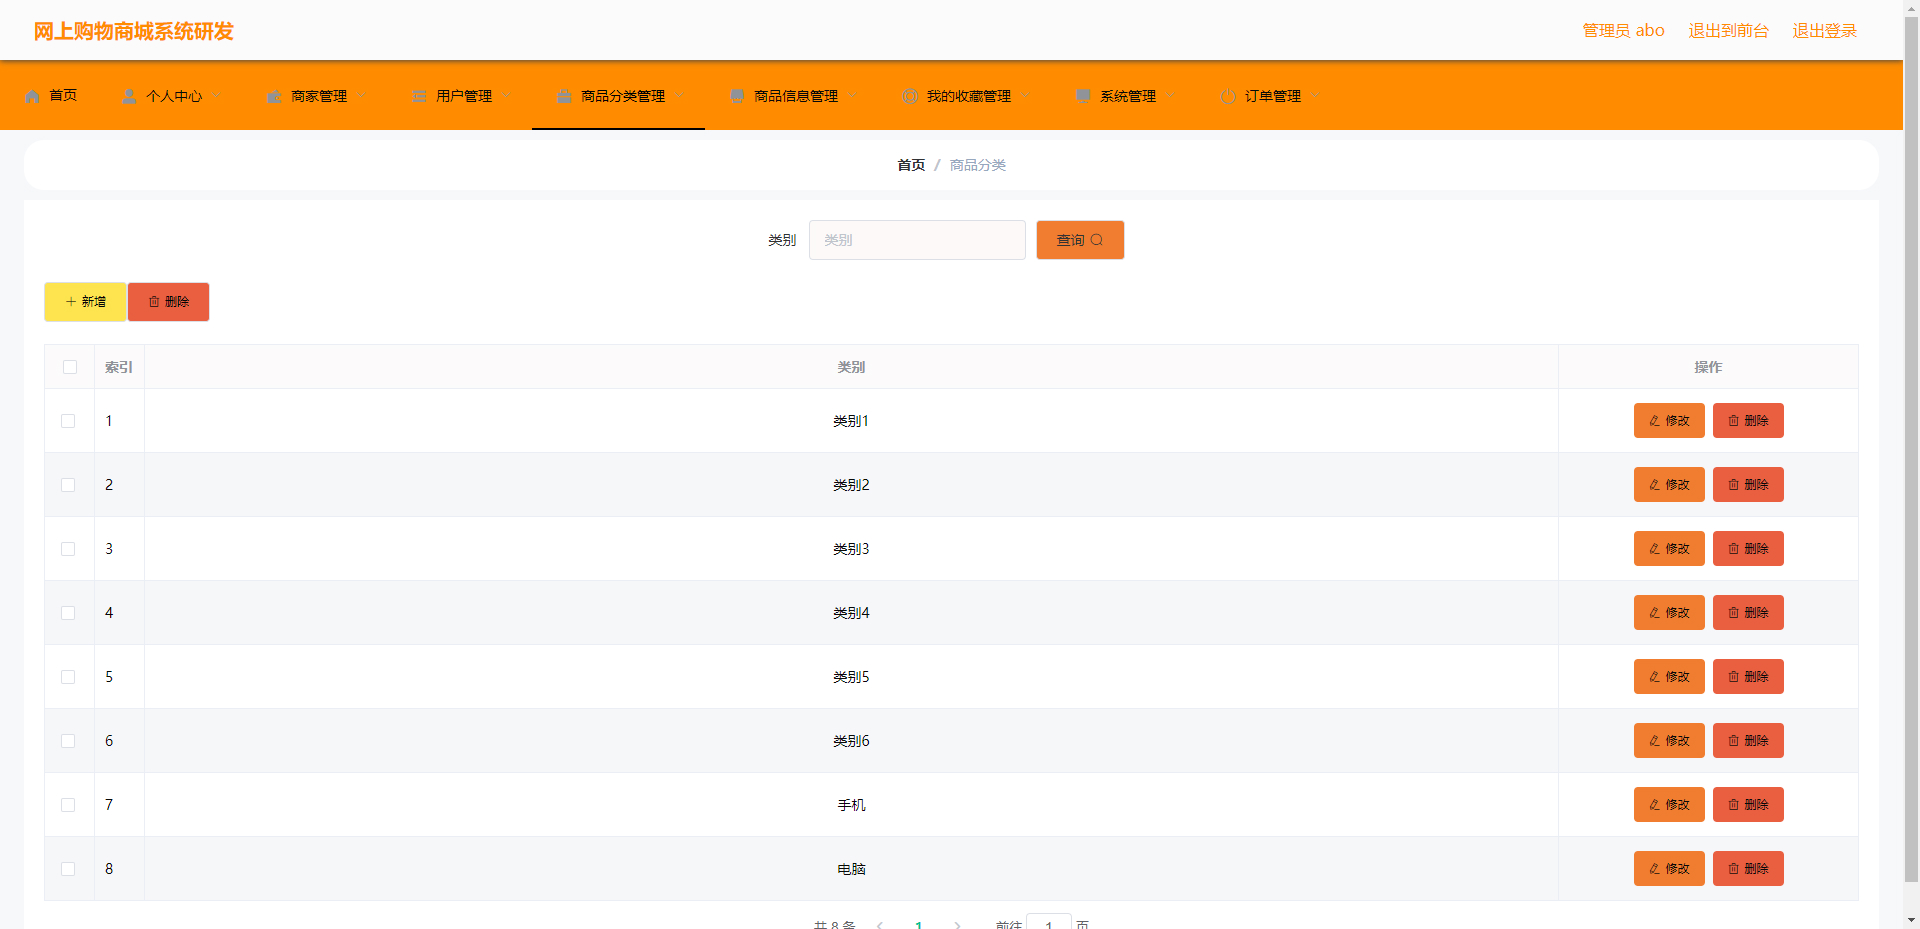 网上购物商城系统研发 管理员 abo 退出到前台 退出登录
首页 个人中心 商家管理 用户管理 商品分类管理 商品信息管理 我的收藏管理 系统管理 订单管理
首页 / 商品分类
类别 类别 查询
新增 删除
索引 类别 操作
1 类别1 修改 删除
2 类别2 修改 删除
3 类别3 修改 删除
4 类别4 修改 删除
5 类别5 修改 删除
6 类别6 修改 删除
7 手机 修改 删除
8 电脑 修改 删除
共 8 条 1 前往 1 页